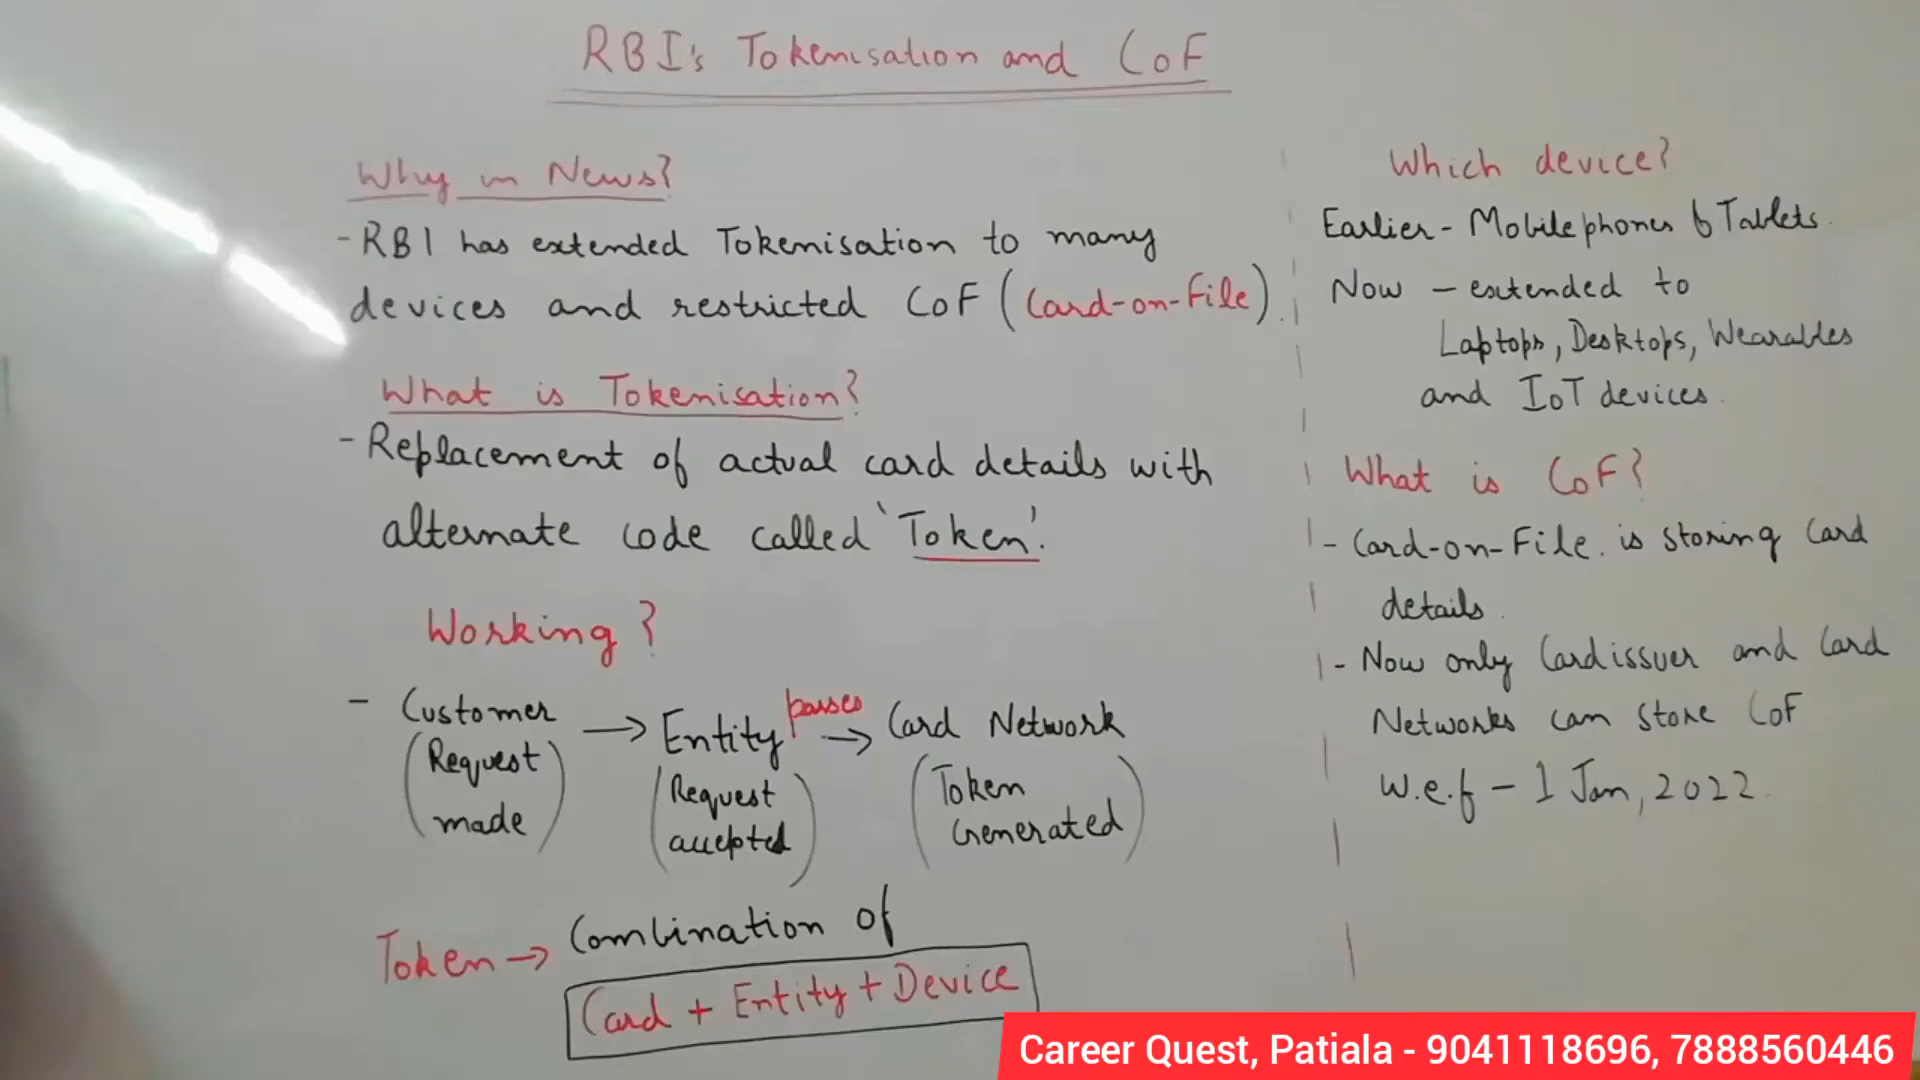 RBI's Tokenisation and CoF
Why in News?
- RBI has extended Tokenisation to many
devices and restricted CoF (Card-on-File).
What is Tokenisation?
- Replacement of actual card details with
alternate code called 'Token'.
Working?
- Customer → Entity passes → Card Network
(Request made) (Request accepted) (Token Generated)
Token → Combination of
Card + Entity + Device
Which device?
Earlier - Mobile phones & Tablets.
Now - extended to
Laptops, Desktops, Wearables
and IoT devices.
What is CoF?
- Card-on-File. is storing Card
details.
- Now only Card issuer and Card
Networks can store CoF
w.e.f - 1 Jan, 2022.
Career Quest, Patiala - 9041118696, 7888560446